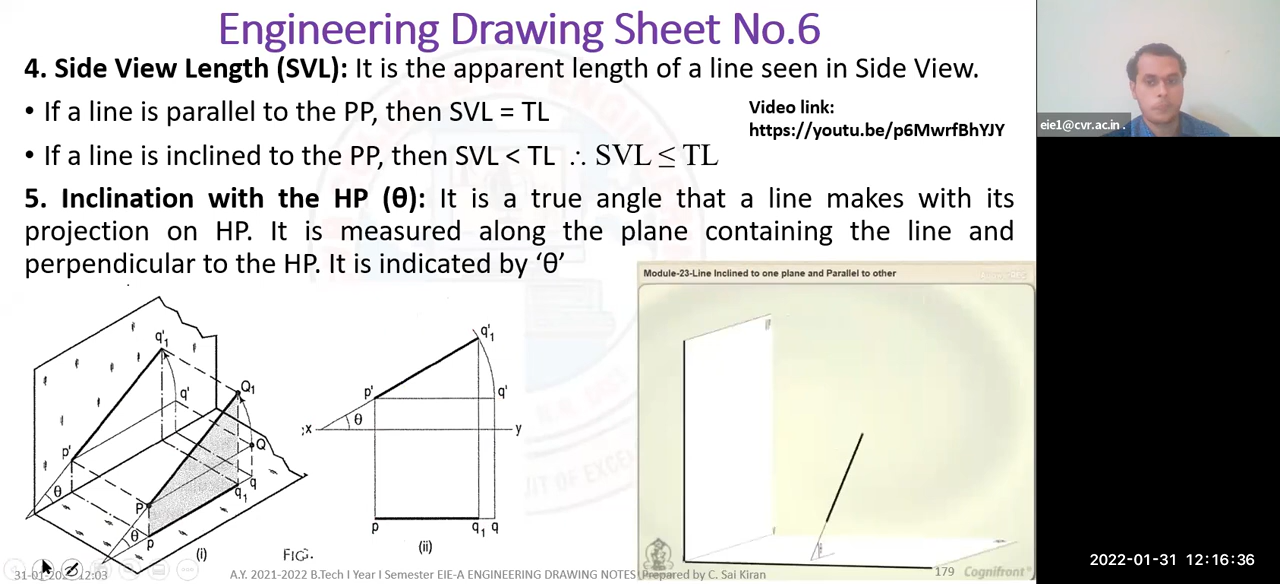 Engineering Drawing Sheet No.6
4. Side View Length (SVL): It is the apparent length of a line seen in Side View.
• If a line is parallel to the PP, then SVL = TL
• If a line is inclined to the PP, then SVL < TL ∴ SVL ≤ TL
Video link:
https://youtu.be/p6MwrfBhYJY
5. Inclination with the HP (θ): It is a true angle that a line makes with its
projection on HP. It is measured along the plane containing the line and
perpendicular to the HP. It is indicated by ‘θ’
eie1@cvr.ac.in .
Module-23-Line Inclined to one plane and Parallel to other
q'1
Q1
q'
p'
Q
θ
P
q
q1
θ
p
(i)
q'1
p'
q'
θ
x
y
p
q1 q
(ii)
FIG.
12:03
A.Y. 2021-2022 B.Tech I Year I Semester EIE-A ENGINEERING DRAWING NOTES Prepared by C. Sai Kiran
179
Cognifront
2022-01-31 12:16:36